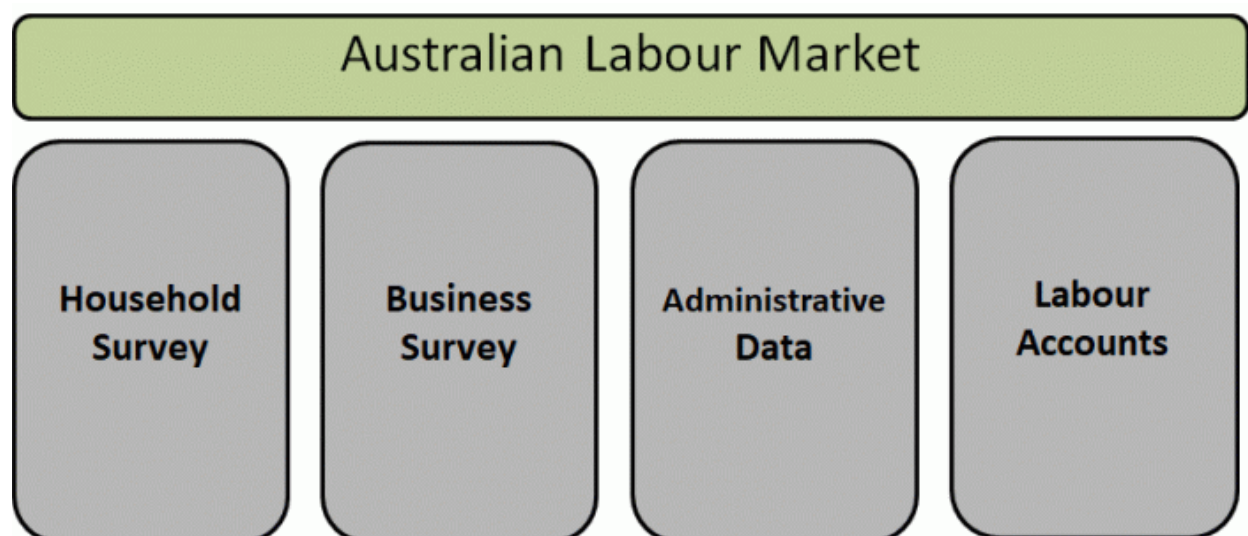 Australian Labour Market
Household
Survey
Business
Survey
Administrative
Data
Labour
Accounts